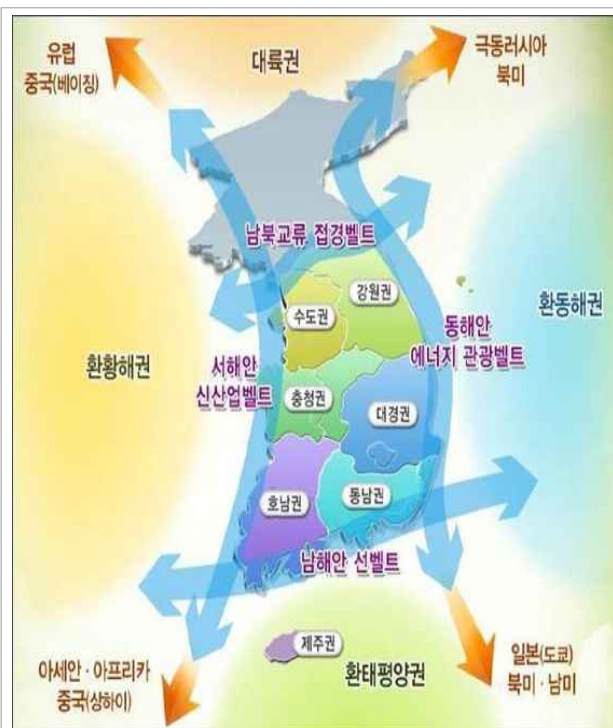 유럽
중국(베이징)
대륙권
극동러시아
북미
남북교류 접경벨트
강원권
수도권
환동해권
동해안
에너지 관광벨트
환황해권
서해안
신산업벨트
충청권
대경권
호남권
동남권
남해안 선벨트
제주권
환태평양권
아세안·아프리카
중국(상하이)
일본(도쿄)
북미·남미